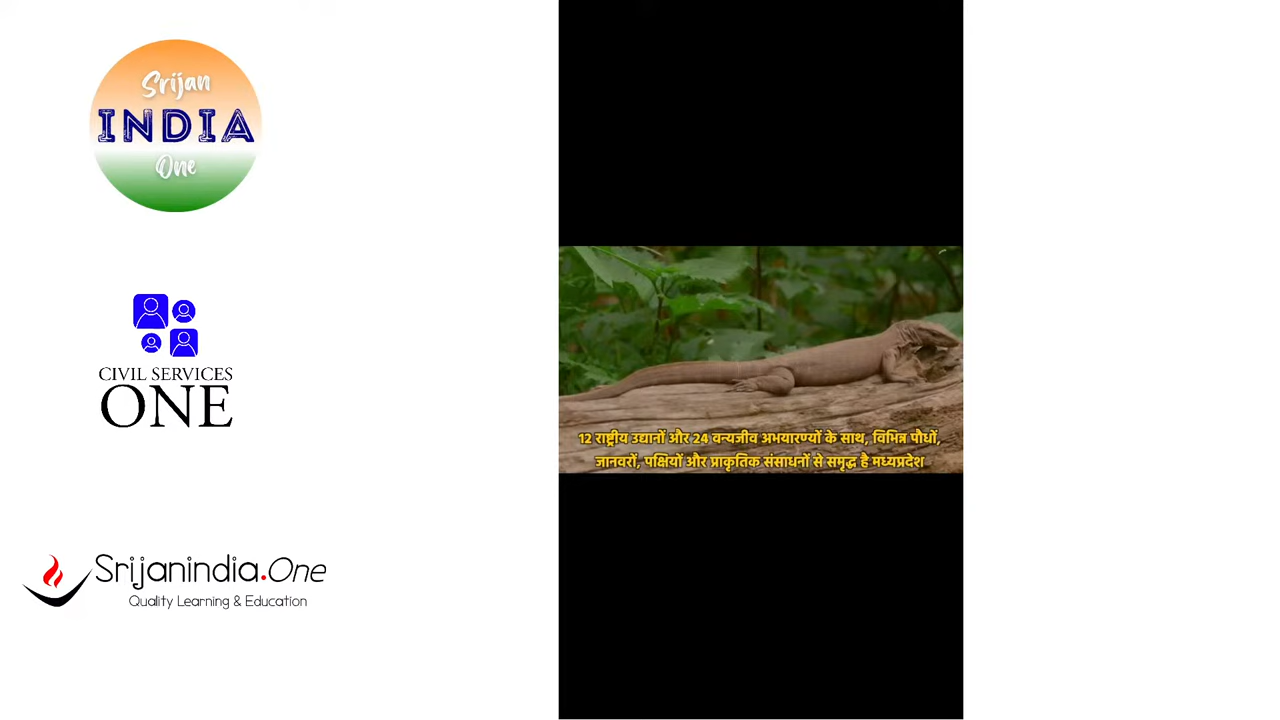 Srijan
INDIA
One
CIVIL SERVICES
ONE
Srijanindia.One
Quality Learning & Education
12 राष्ट्रीय उद्यानों और 24 वन्यजीव अभयारण्यों के साथ, विभिन्न पौधों,
जानवरों, पक्षियों और प्राकृतिक संसाधनों से समृद्ध है मध्यप्रदेश